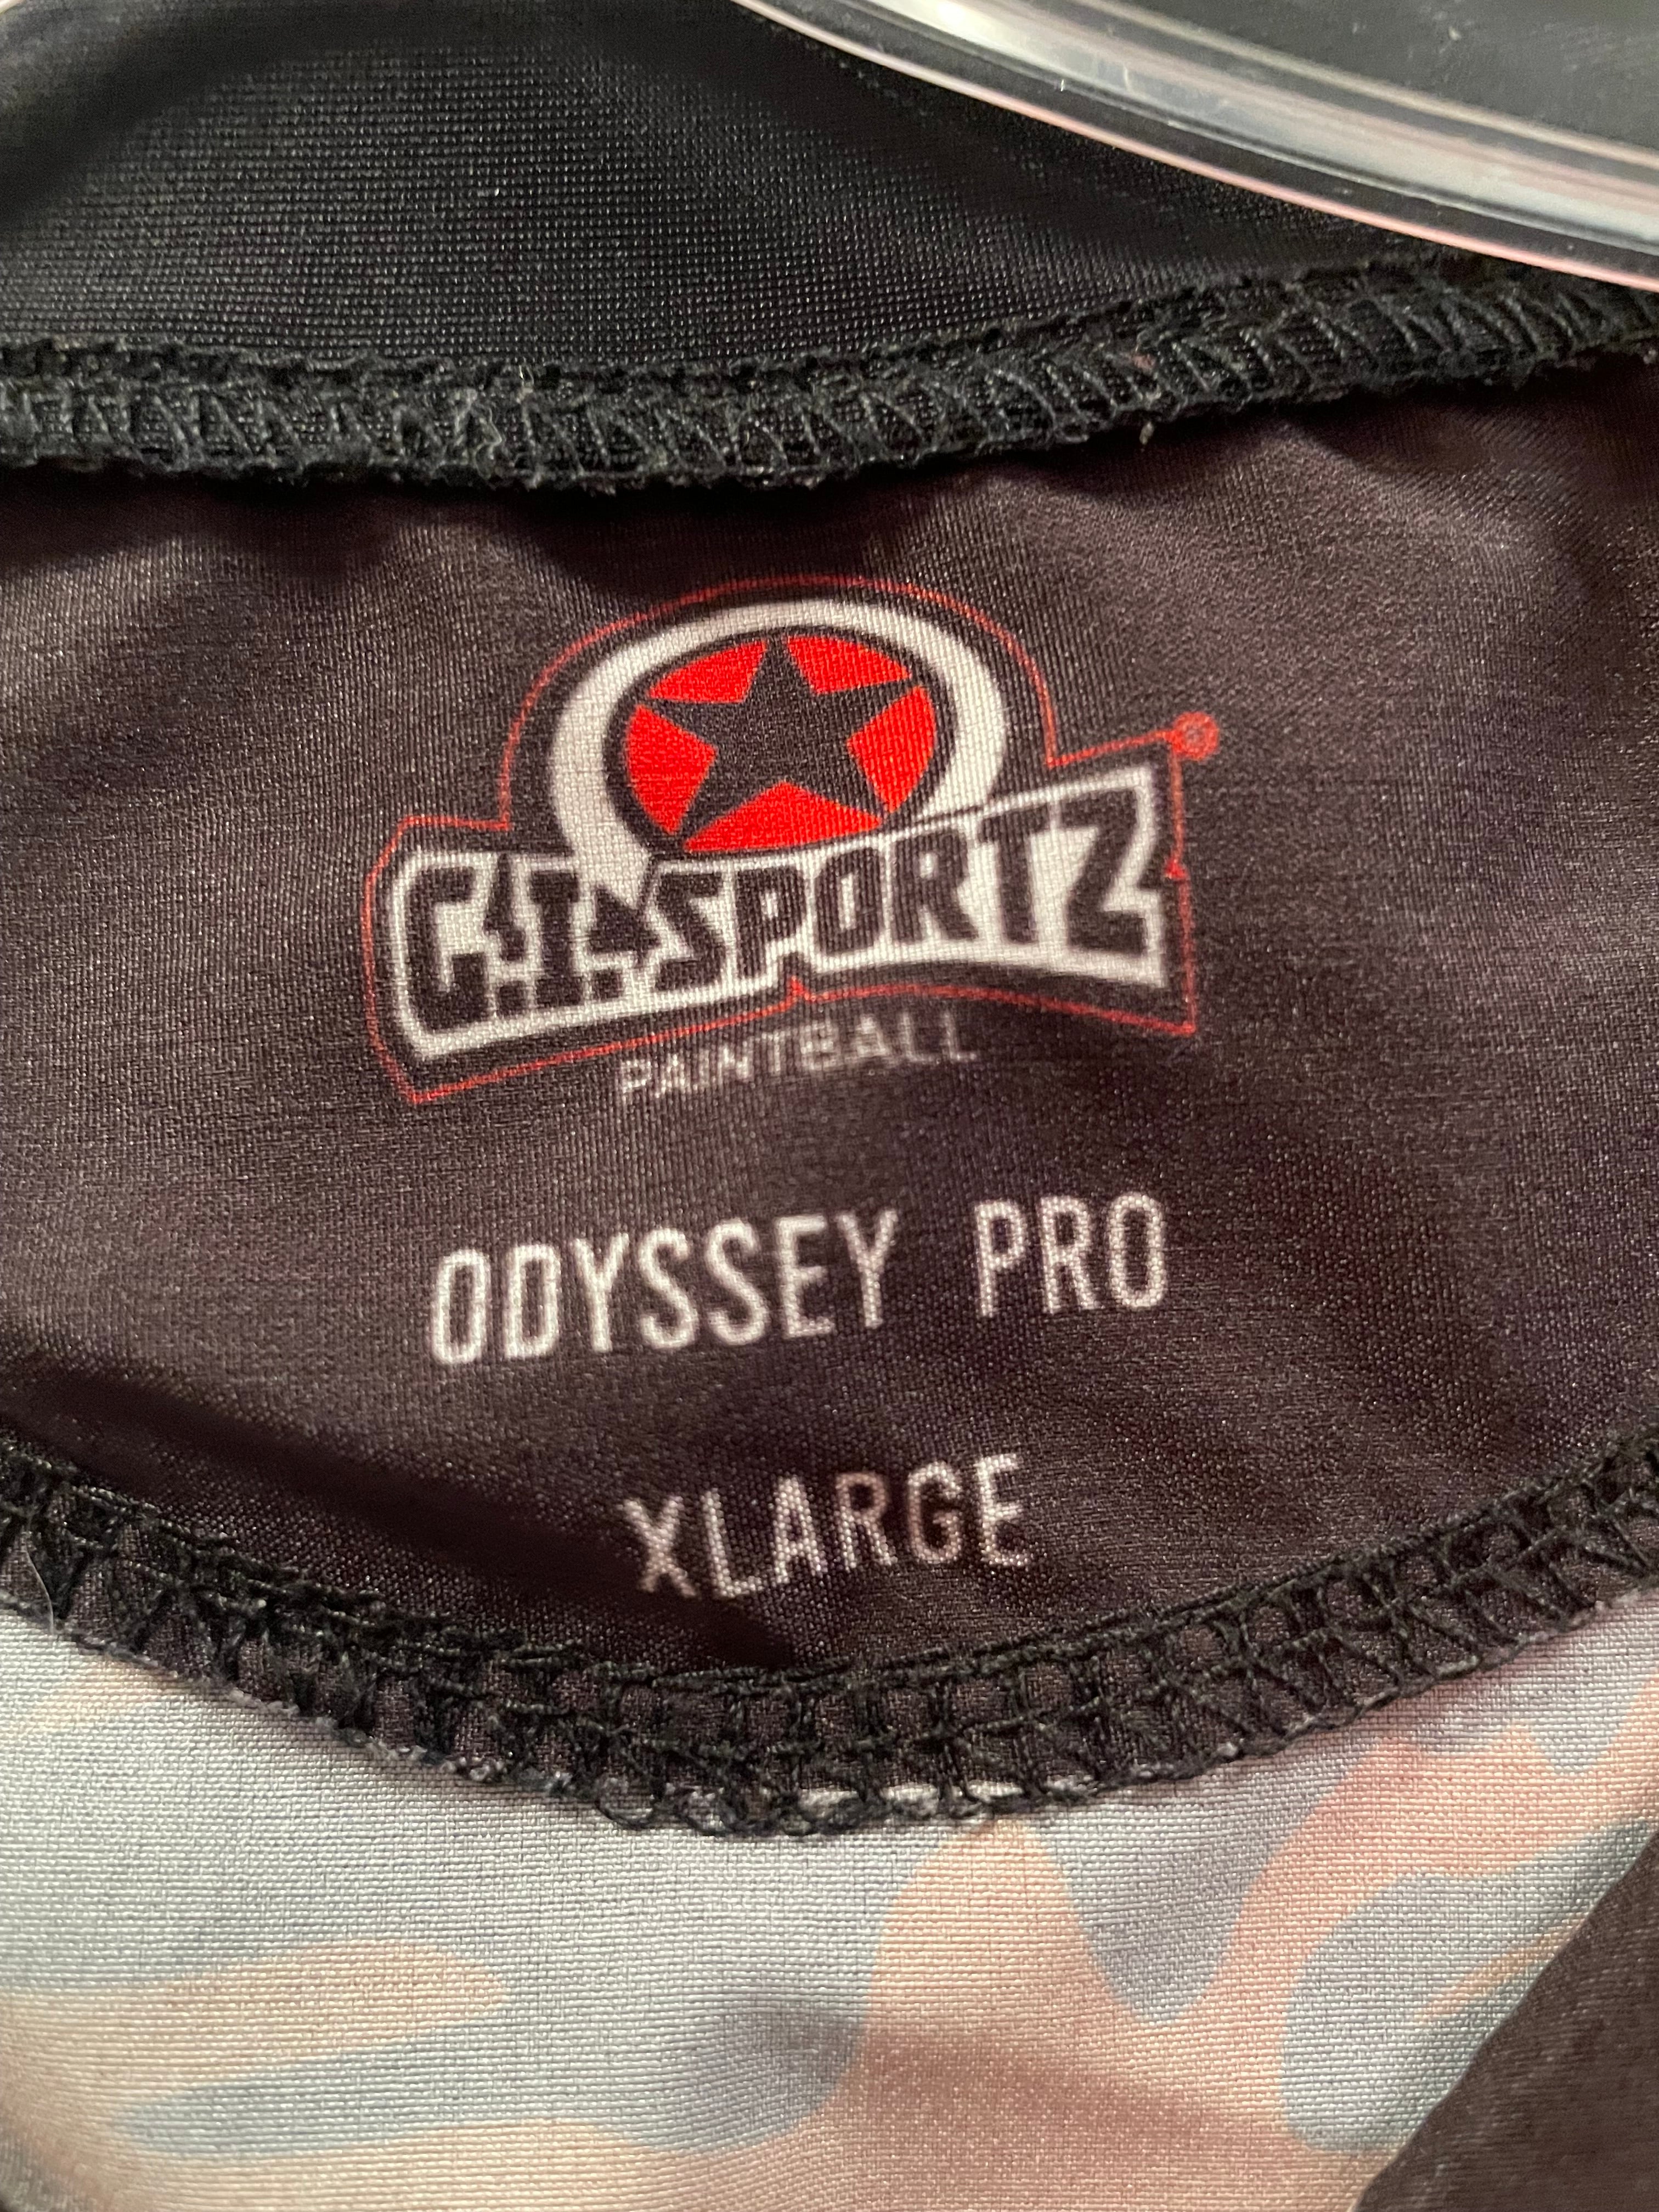 G.I.SPORTZ
PAINTBALL
ODYSSEY PRO
XLARGE